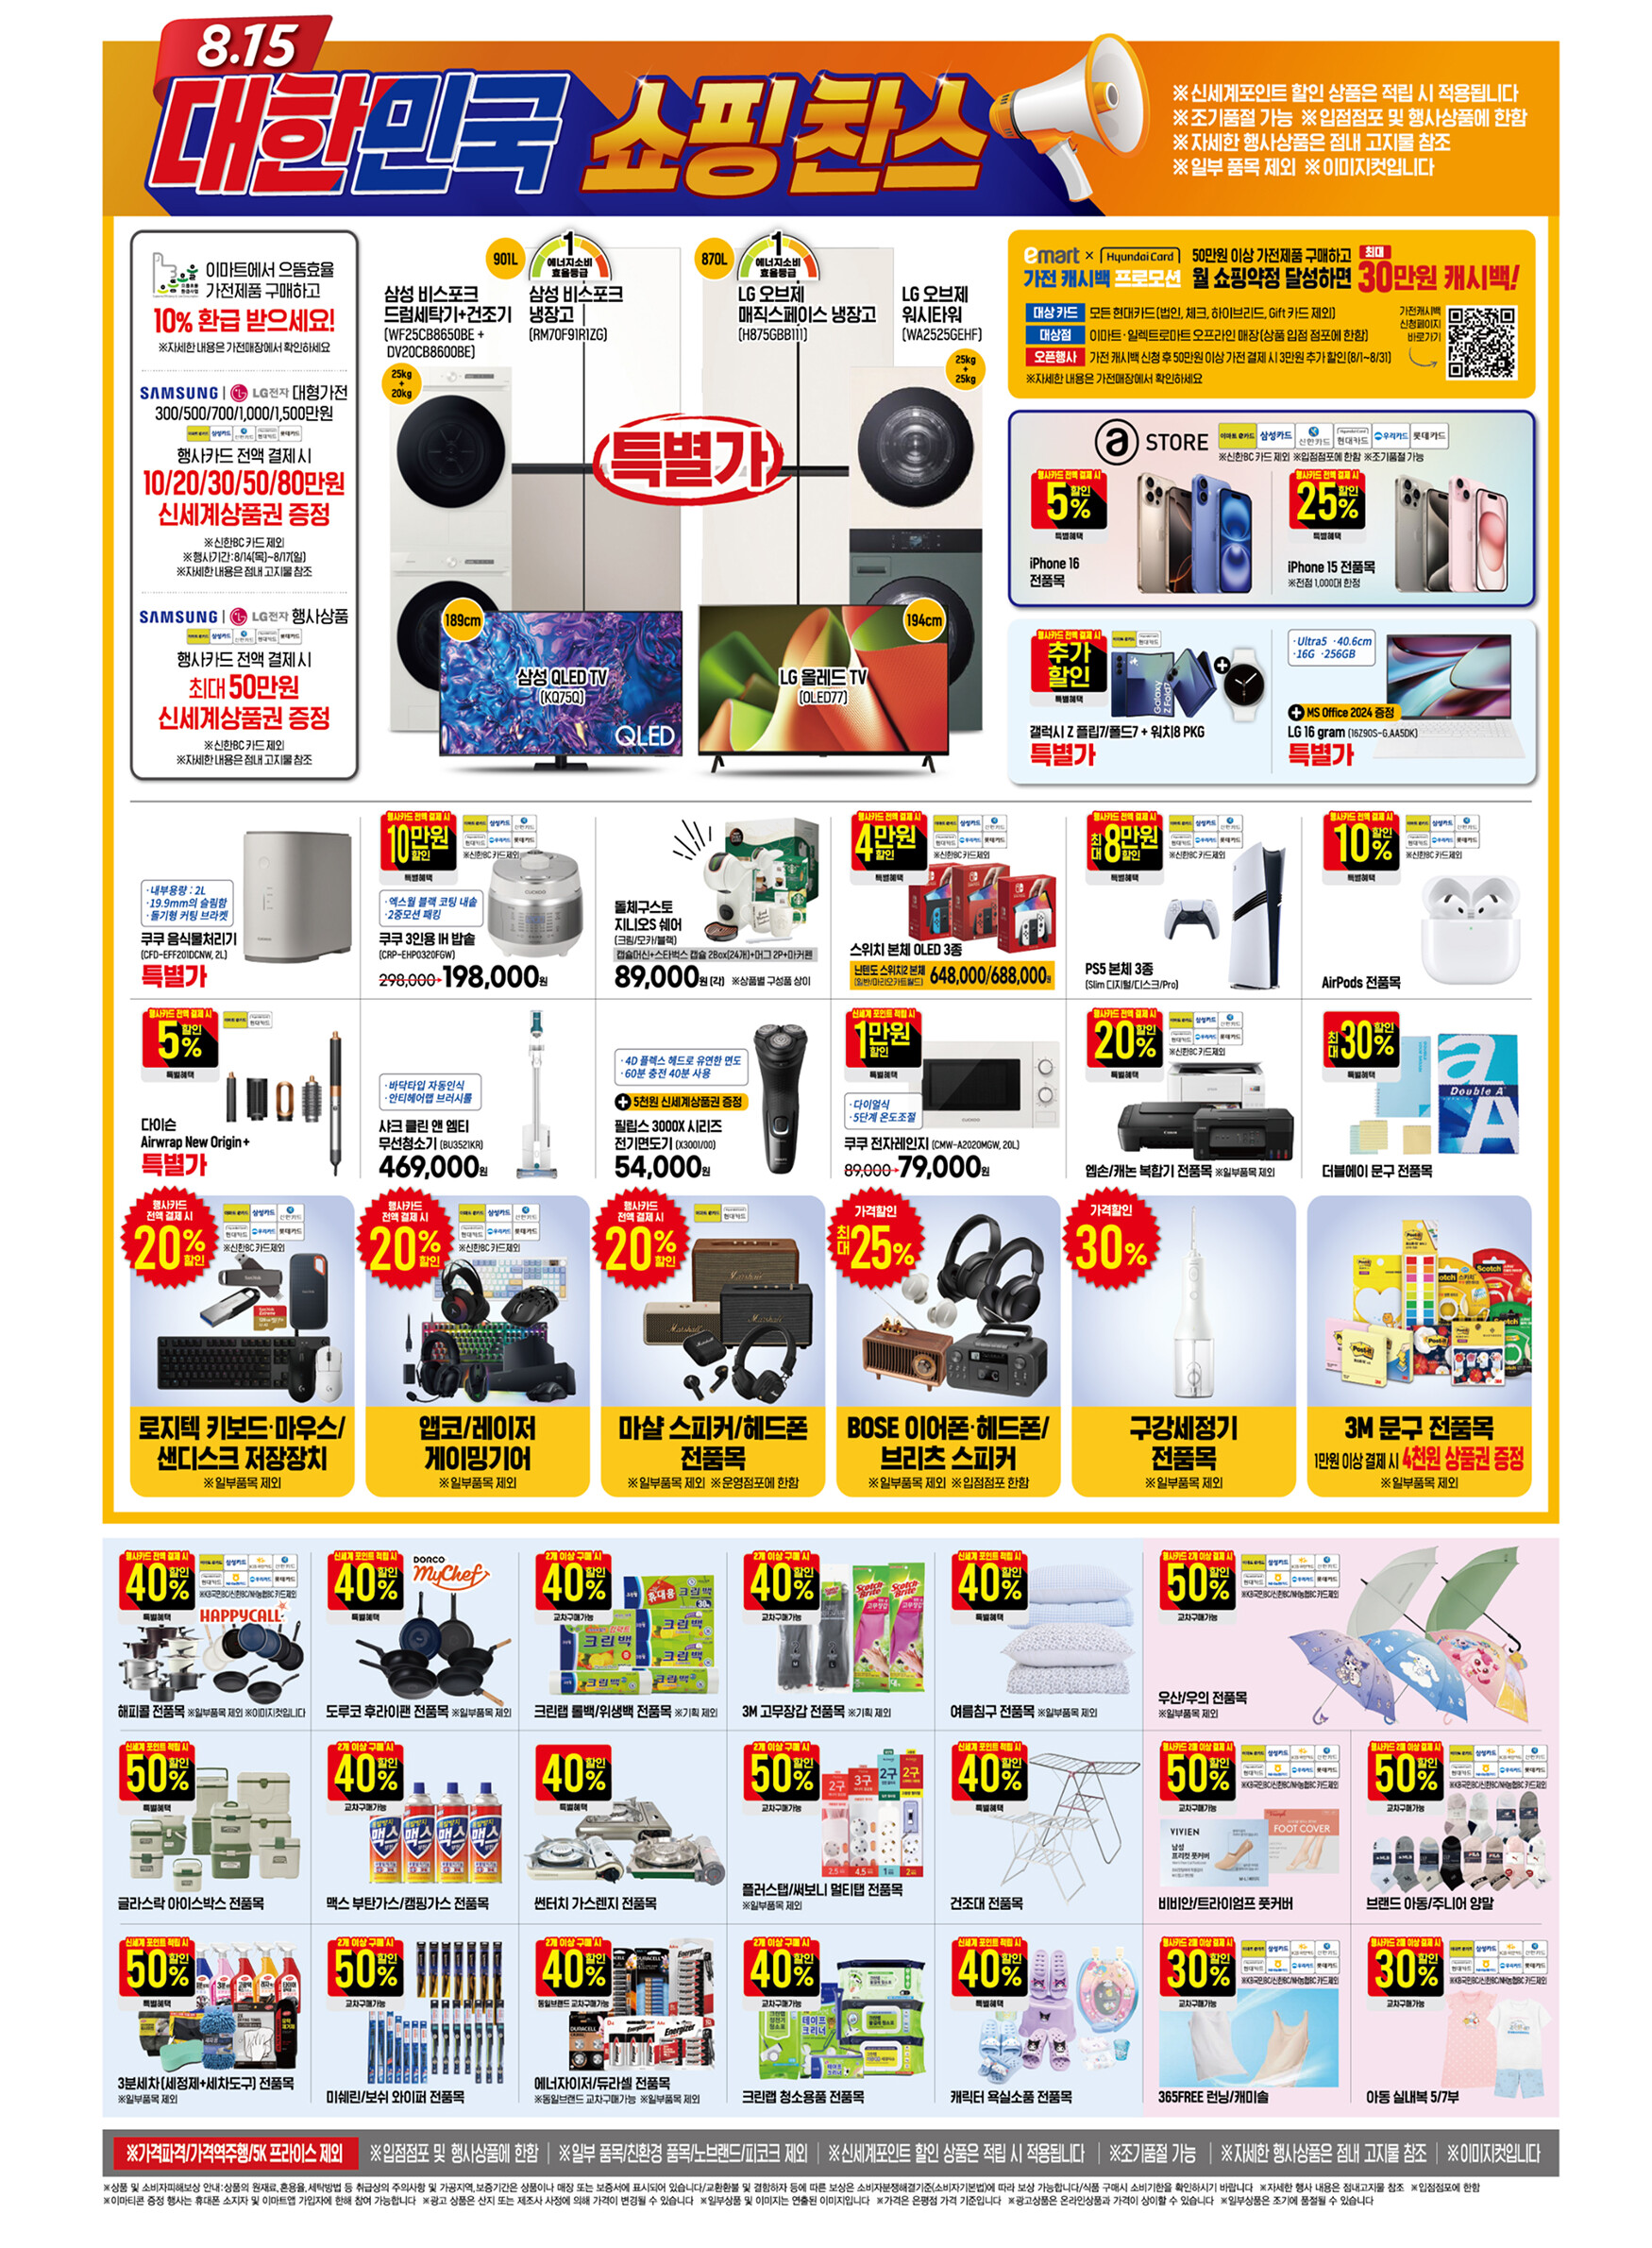 8.15
대한민국 쇼핑찬스
※신세계포인트 할인 상품은 적립 시 적용됩니다
※조기품절 가능 ※입점점포 및 행사상품에 한함
※자세한 행사상품은 점내 고지물 참조
※일부 품목 제외 ※이미지컷입니다
이마트에서 으뜸효율
가전제품 구매하고
10% 환급 받으세요!
※자세한 내용은 가전매장에서 확인하세요
SAMSUNG | LG전자 대형가전
300/500/700/1,000/1,500만원
행사카드 전액 결제 시
10/20/30/50/80만원
신세계상품권 증정
※신한BC 카드 제외
※행사기간:8/14(목)~8/17(일)
※자세한 내용은 점내 고지물 참조
SAMSUNG | LG전자 행사상품
행사카드 전액 결제 시
최대 50만원
신세계상품권 증정
※신한BC 카드 제외
※자세한 내용은 점내 고지물 참조
901L
1
에너지소비
효율등급
870L
1
에너지소비
효율등급
삼성 비스포크
드럼세탁기+건조기
(WF25CB8650BE +
DV20CB8600BE)
25kg
+
20kg
삼성 비스포크
냉장고
(RM70F91R1ZG)
LG 오브제
매직스페이스 냉장고
(H875GBB111)
LG 오브제
워시타워
(WA2525GEHF)
25kg
+
25kg
특별가
189cm
삼성 QLED TV
(KQ75Q)
QLED
194cm
LG 올레드 TV
(OLED77)
emart × HyundaiCard
가전 캐시백 프로모션
50만원 이상 가전제품 구매하고 최대
월 쇼핑약정 달성하면 30만원 캐시백!
대상 카드 모든 현대카드(법인, 체크, 하이브리드, Gift 카드 제외)
대상점 이마트·일렉트로마트 오프라인 매장(상품 입점 점포에 한함)
오픈행사 가전 캐시백 신청 후 50만원 이상 가전 결제 시 3만원 추가 할인(8/1~8/31)
※자세한 내용은 가전매장에서 확인하세요
가전캐시백
신청페이지
바로가기
a STORE
이마트 e카드 삼성카드 신한카드 현대카드 우리카드 롯데카드
※신한BC 카드 제외 ※입점점포에 한함 ※조기품절 가능
행사카드 전액 결제 시
5% 할인
특별혜택
iPhone 16
전품목
행사카드 전액 결제 시
25% 할인
특별혜택
iPhone 15 전품목
※전점 1,000대 한정
행사카드 전액 결제 시
추가
할인
특별혜택
Galaxy Z Fold7
갤럭시 Z 플립7/폴드7 + 워치8 PKG
특별가
·Ultra5 ·40.6cm
·16G ·256GB
+ MS Office 2024 증정
LG 16 gram (16Z90S-G.AA5DK)
특별가
·내부용량 : 2L
·19.9mm의 슬림함
·돌기형 커팅 브라켓
쿠쿠 음식물처리기
(CFD-EFF201DCNW, 2L)
특별가
행사카드 전액 결제 시
10만원 할인
특별혜택
※신한BC 카드제외
·엑스월 블랙 코팅 내솥
·2중모션 패킹
쿠쿠 3인용 IH 밥솥
(CRP-EHP0320FGW)
298,000→198,000원
돌체구스토
지니오S 쉐어
(크림/모카/블랙)
캡슐머신+스타벅스 캡슐 2Box(24개)+머그 2P+마커펜
89,000원(각) ※상품별 구성품 상이
행사카드 전액 결제 시
4만원 할인
특별혜택
※신한BC 카드제외
스위치 본체 OLED 3종
닌텐도 스위치2 본체
(일반/마리오카트월드)
648,000/688,000원
행사카드 전액 결제 시
최대 8만원 할인
특별혜택
※신한BC 카드제외
PS5 본체 3종
(Slim 디지털/디스크/Pro)
행사카드 전액 결제 시
10% 할인
특별혜택
※신한BC 카드제외
AirPods 전품목
행사카드 전액 결제 시
5% 할인
특별혜택
다이슨
Airwrap New Origin+
특별가
·바닥타입 자동인식
·안티헤어랩 브러시롤
샤크 클린 앤 엠티
무선청소기 (BU3521KR)
469,000원
·4D 플렉스 헤드로 유연한 면도
·60분 충전 40분 사용
+ 5천원 신세계상품권 증정
필립스 3000X 시리즈
전기면도기 (X3001/00)
54,000원
신세계 포인트 적립 시
1만원 할인
특별혜택
·다이얼식
·5단계 온도조절
쿠쿠 전자레인지 (CMW-A2020MGW, 20L)
89,000→79,000원
행사카드 전액 결제 시
20% 할인
특별혜택
※신한BC 카드제외
엡손/캐논 복합기 전품목 ※일부품목 제외
최대 30% 할인
특별혜택
Double A
더블에이 문구 전품목
행사카드
전액 결제 시
20% 할인
※신한BC 카드제외
로지텍 키보드·마우스/
샌디스크 저장장치
※일부품목 제외
행사카드
전액 결제 시
20% 할인
※신한BC 카드제외
앱코/레이저
게이밍기어
※일부품목 제외
행사카드
전액 결제 시
20% 할인
Marshall
마샬 스피커/헤드폰
전품목
※일부품목 제외 ※운영점포에 한함
가격할인
최대 25%
BOSE 이어폰·헤드폰/
브리츠 스피커
※일부품목 제외 ※입점점포 한함
가격할인
30%
구강세정기
전품목
※일부품목 제외
Post-it
Scotch
3M 문구 전품목
1만원 이상 결제 시 4천원 상품권 증정
※일부품목 제외
행사카드 전액 결제 시
40% 할인
특별혜택
※KB국민BC/신한BC/NH농협BC 카드제외
HAPPYCALL
해피콜 전품목 ※일부품목 제외 ※이미지컷입니다
신세계 포인트 적립 시
40% 할인
특별혜택
DORCO
MyChef
도루코 후라이팬 전품목 ※일부품목 제외
2개 이상 구매 시
40% 할인
교차구매가능
크린백
크린랩 롤백/위생백 전품목 ※기획 제외
2개 이상 구매 시
40% 할인
교차구매가능
Scotch-Brite
3M 고무장갑 전품목 ※기획 제외
신세계 포인트 적립 시
40% 할인
특별혜택
여름침구 전품목 ※일부품목 제외
행사카드 2개 이상 결제 시
50% 할인
교차구매가능
※KB국민BC/신한BC/NH농협BC 카드제외
우산/우의 전품목
※일부품목 제외
신세계 포인트 적립 시
50% 할인
특별혜택
글라스락 아이스박스 전품목
2개 이상 구매 시
40% 할인
교차구매가능
맥스
맥스 부탄가스/캠핑가스 전품목
40% 할인
특별혜택
썬터치 가스렌지 전품목
2개 이상 구매 시
50% 할인
교차구매가능
2구 3구 2구 2구
플러스탭/써보니 멀티탭 전품목
※일부품목 제외
신세계 포인트 적립 시
40% 할인
특별혜택
건조대 전품목
행사카드 2개 이상 결제 시
50% 할인
교차구매가능
※KB국민BC/신한BC/NH농협BC 카드제외
VIVIEN
FOOT COVER
비비안/트라이엄프 풋커버
행사카드 2개 이상 결제 시
50% 할인
교차구매가능
※KB국민BC/신한BC/NH농협BC 카드제외
브랜드 아동/주니어 양말
신세계 포인트 적립 시
50% 할인
특별혜택
3분세차(세정제+세차도구) 전품목
※일부품목 제외
2개 이상 구매 시
50% 할인
교차구매가능
미쉐린/보쉬 와이퍼 전품목
2개 이상 구매 시
40% 할인
동일브랜드 교차구매가능
DURACELL
Energizer
에너자이저/듀라셀 전품목
※동일브랜드 교차구매가능 ※일부품목 제외
2개 이상 구매 시
40% 할인
교차구매가능
테이프
크리너
크린랩 청소용품 전품목
신세계 포인트 적립 시
40% 할인
특별혜택
캐릭터 욕실소품 전품목
행사카드 2개 이상 결제 시
30% 할인
교차구매가능
※KB국민BC/신한BC/NH농협BC 카드제외
365FREE 런닝/캐미솔
행사카드 2개 이상 결제 시
30% 할인
교차구매가능
※KB국민BC/신한BC/NH농협BC 카드제외
아동 실내복 5/7부
※가격파격/가격역주행/5K 프라이스 제외 ※입점점포 및 행사상품에 한함 | ※일부 품목/친환경 품목/노브랜드/피코크 제외 | ※신세계포인트 할인 상품은 적립 시 적용됩니다 | ※조기품절 가능 | ※자세한 행사상품은 점내 고지물 참조 | ※이미지컷입니다
※상품 및 소비자피해보상 안내:상품의 원재료,혼용율,세탁방법 등 취급상의 주의사항 및 가공지역,보증기간은 상품이나 매장 또는 보증서에 표시되어 있습니다/교환환불 및 결함하자 등에 따른 보상은 소비자분쟁해결기준(소비자기본법)에 따라 보상 가능합니다/식품 구매시 소비기한을 확인하시기 바랍니다 ※자세한 행사 내용은 점내고지물 참조 ※입점점포에 한함
※이마티콘 증정 행사는 휴대폰 소지자 및 이마트앱 가입자에 한해 참여 가능합니다 ※광고 상품은 산지 또는 제조사 사정에 의해 가격이 변경될 수 있습니다 ※일부상품 및 이미지는 연출된 이미지입니다 ※가격은 은평점 가격 기준입니다 ※광고상품은 온라인상품과 가격이 상이할 수 있습니다 ※일부상품은 조기에 품절될 수 있습니다